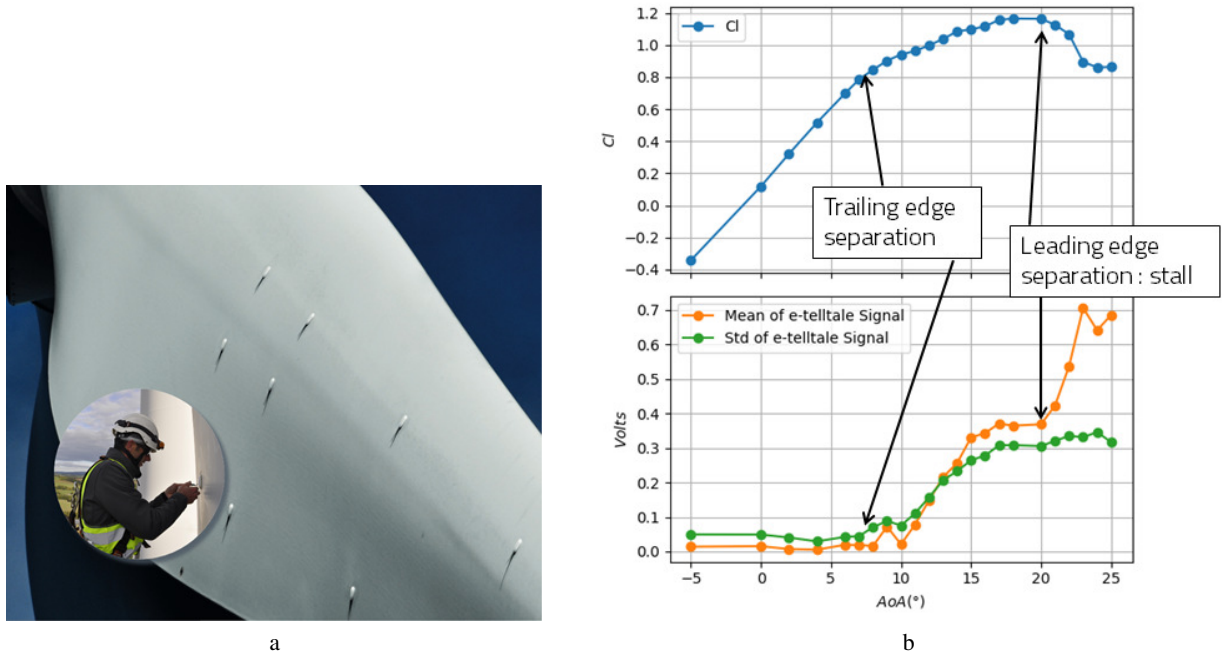 1.2
1.0
0.8
0.6
0.4
0.2
0.0
−0.2
−0.4
Cl
Cl
Trailing edge
separation
Leading edge
separation : stall
0.7
0.6
0.5
0.4
0.3
0.2
0.1
0.0
Volts
Mean of e-telltale Signal
Std of e-telltale Signal
−5 0 5 10 15 20 25
AoA(°)
a b